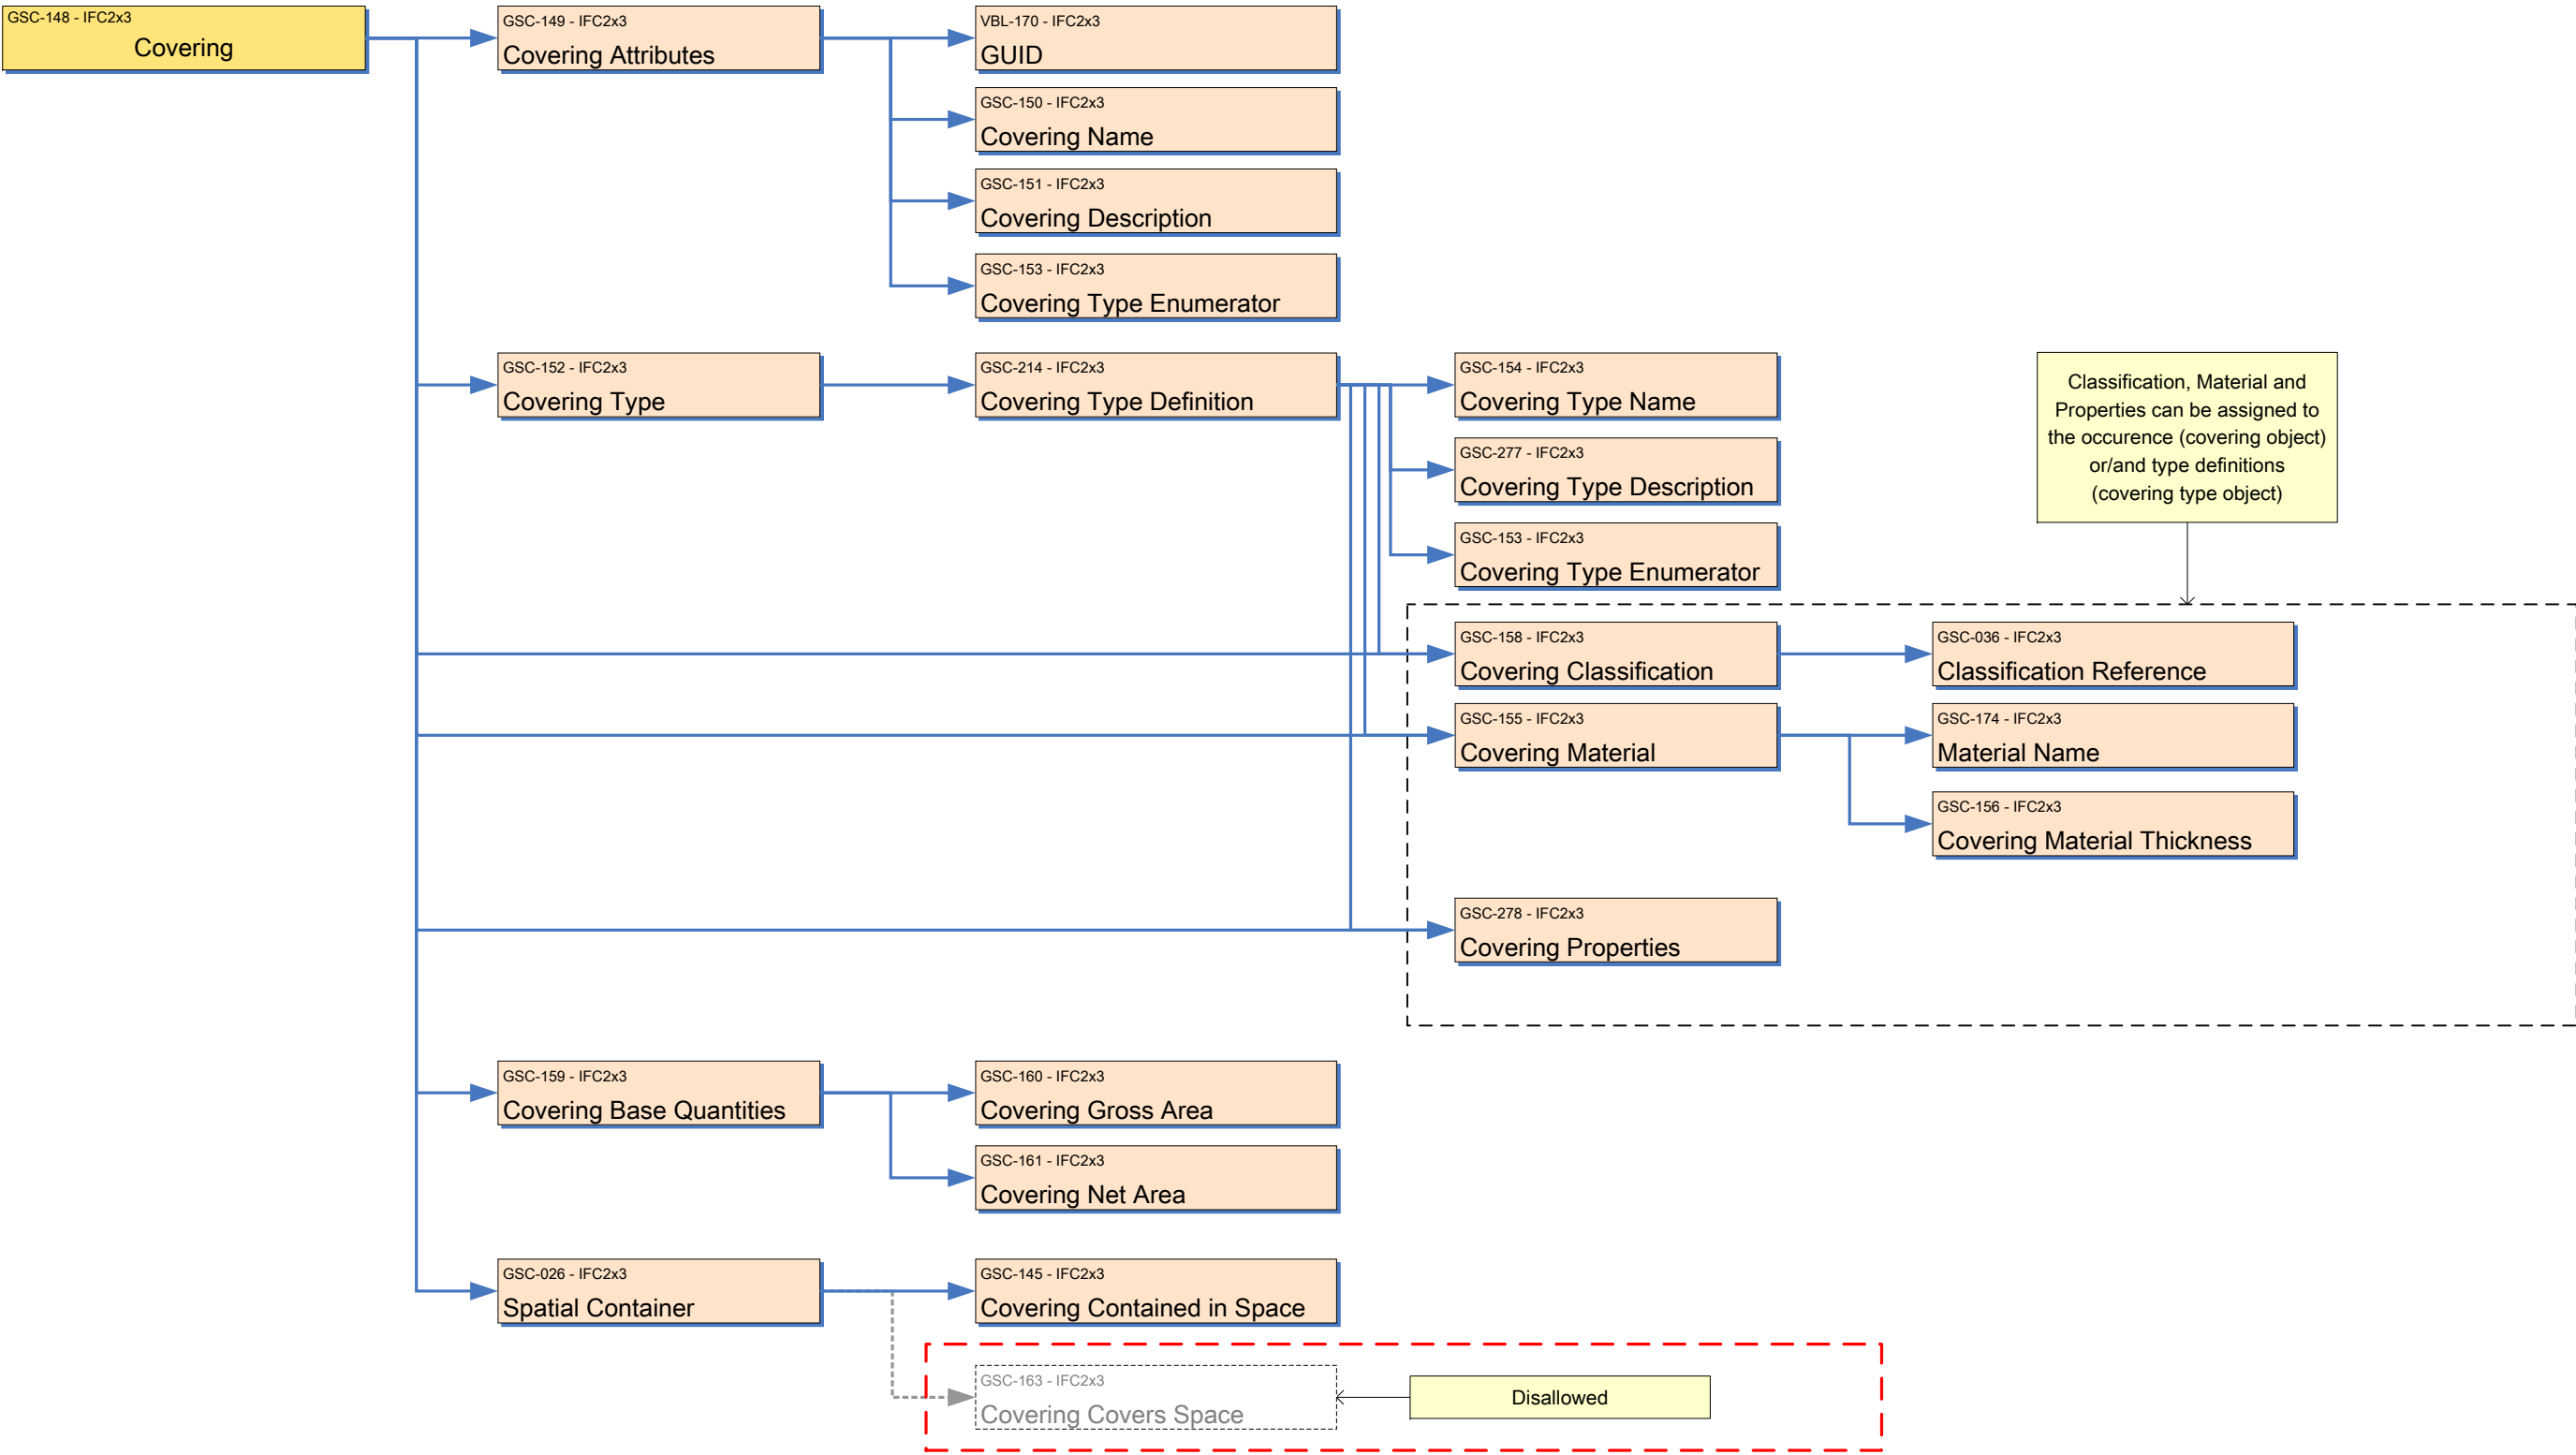 GSC-148 - IFC2x3
Covering
GSC-149 - IFC2x3
Covering Attributes
VBL-170 - IFC2x3
GUID
GSC-150 - IFC2x3
Covering Name
GSC-151 - IFC2x3
Covering Description
GSC-153 - IFC2x3
Covering Type Enumerator
GSC-152 - IFC2x3
Covering Type
GSC-214 - IFC2x3
Covering Type Definition
GSC-154 - IFC2x3
Covering Type Name
GSC-277 - IFC2x3
Covering Type Description
GSC-153 - IFC2x3
Covering Type Enumerator
Classification, Material and
Properties can be assigned to
the occurence (covering object)
or/and type definitions
(covering type object)
GSC-158 - IFC2x3
Covering Classification
GSC-036 - IFC2x3
Classification Reference
GSC-155 - IFC2x3
Covering Material
GSC-174 - IFC2x3
Material Name
GSC-156 - IFC2x3
Covering Material Thickness
GSC-278 - IFC2x3
Covering Properties
GSC-159 - IFC2x3
Covering Base Quantities
GSC-160 - IFC2x3
Covering Gross Area
GSC-161 - IFC2x3
Covering Net Area
GSC-026 - IFC2x3
Spatial Container
GSC-145 - IFC2x3
Covering Contained in Space
GSC-163 - IFC2x3
Covering Covers Space
Disallowed